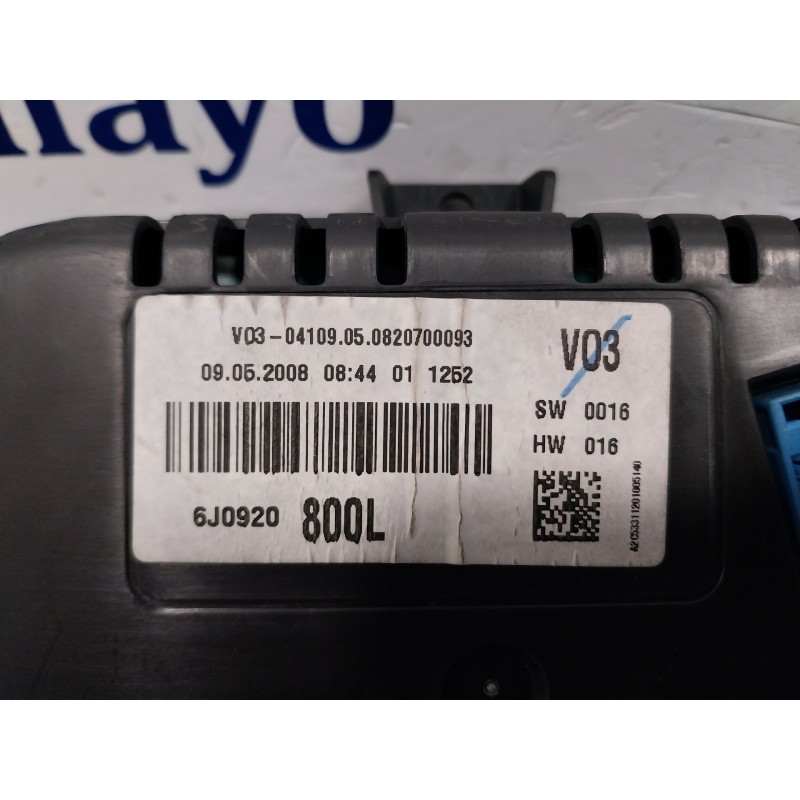 mayo
V03-04109.05.0820700093
09.05.2008 08:44 01 1252
V03
SW 0016
HW 016
6J0920 800L
A2C53311201005140